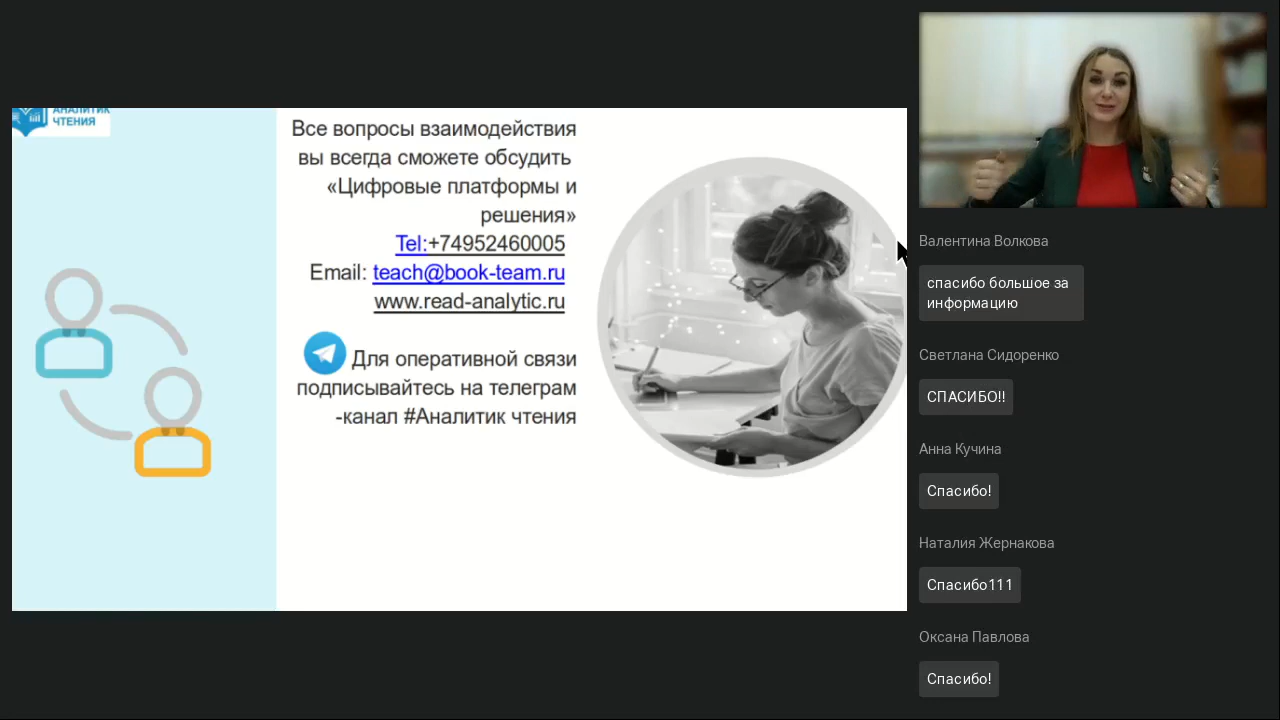 АНАЛИТИК
ЧТЕНИЯ
Все вопросы взаимодействия
вы всегда сможете обсудить
«Цифровые платформы и
решения»
Tel:+74952460005
Email: teach@book-team.ru
www.read-analytic.ru
Для оперативной связи
подписывайтесь на телеграм
-канал #Аналитик чтения
Валентина Волкова
спасибо большое за
информацию
Светлана Сидоренко
СПАСИБО!!
Анна Кучина
Спасибо!
Наталия Жернакова
Спасибо111
Оксана Павлова
Спасибо!